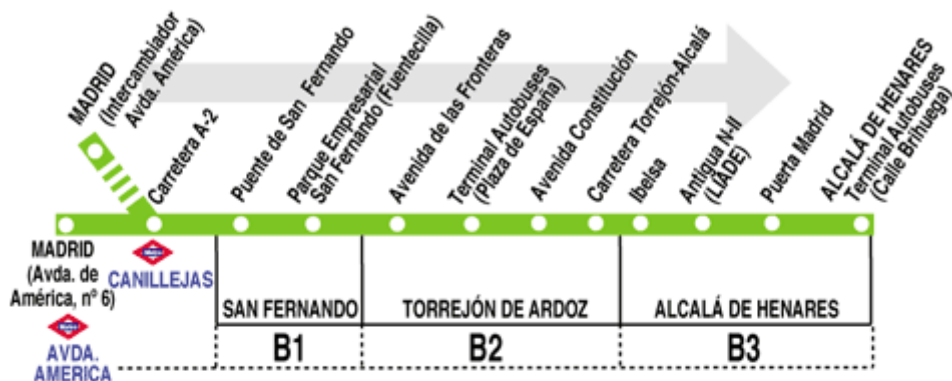 MADRID
(Intercambiador
Avda. América)
Carretera A-2
Puente de San Fernando
Parque Empresarial
San Fernando (Fuentecilla)
Avenida de las Fronteras
Terminal Autobuses
(Plaza de España)
Avenida Constitución
Carretera Torrejón-Alcalá
Ibelsa
Antigua N-II
(LIADE)
Puerta Madrid
ALCALÁ DE HENARES
Terminal Autobuses
(Calle Brihuega)
MADRID
(Avda. de
América, nº 6)
Metro
AVDA.
AMERICA
Metro
CANILLEJAS
SAN FERNANDO
TORREJÓN DE ARDOZ
ALCALÁ DE HENARES
B1
B2
B3